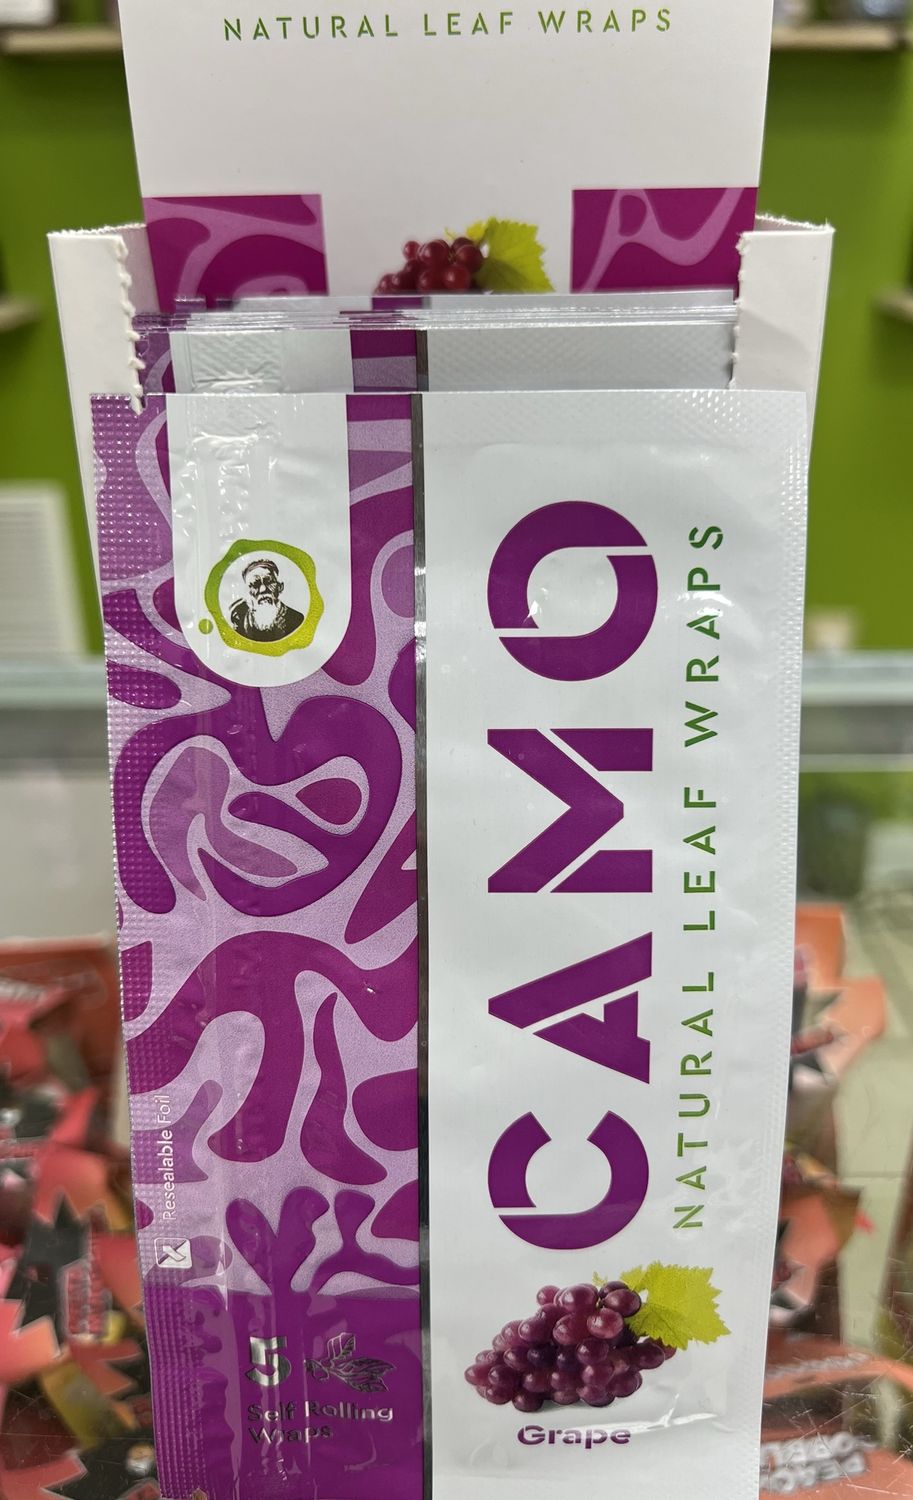 NATURAL LEAF WRAPS
CAMO
NATURAL LEAF WRAPS
Resealable Foil
5
Self Rolling
Wraps
Grape